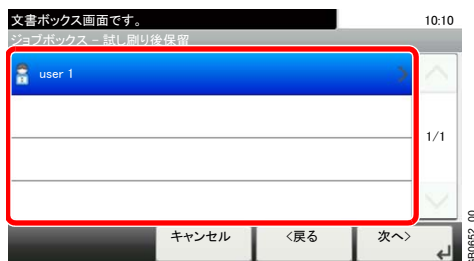 文書ボックス画面です。
10:10
ジョブボックス - 試し刷り後保留
user 1
1/1
キャンセル
<戻る
次へ>